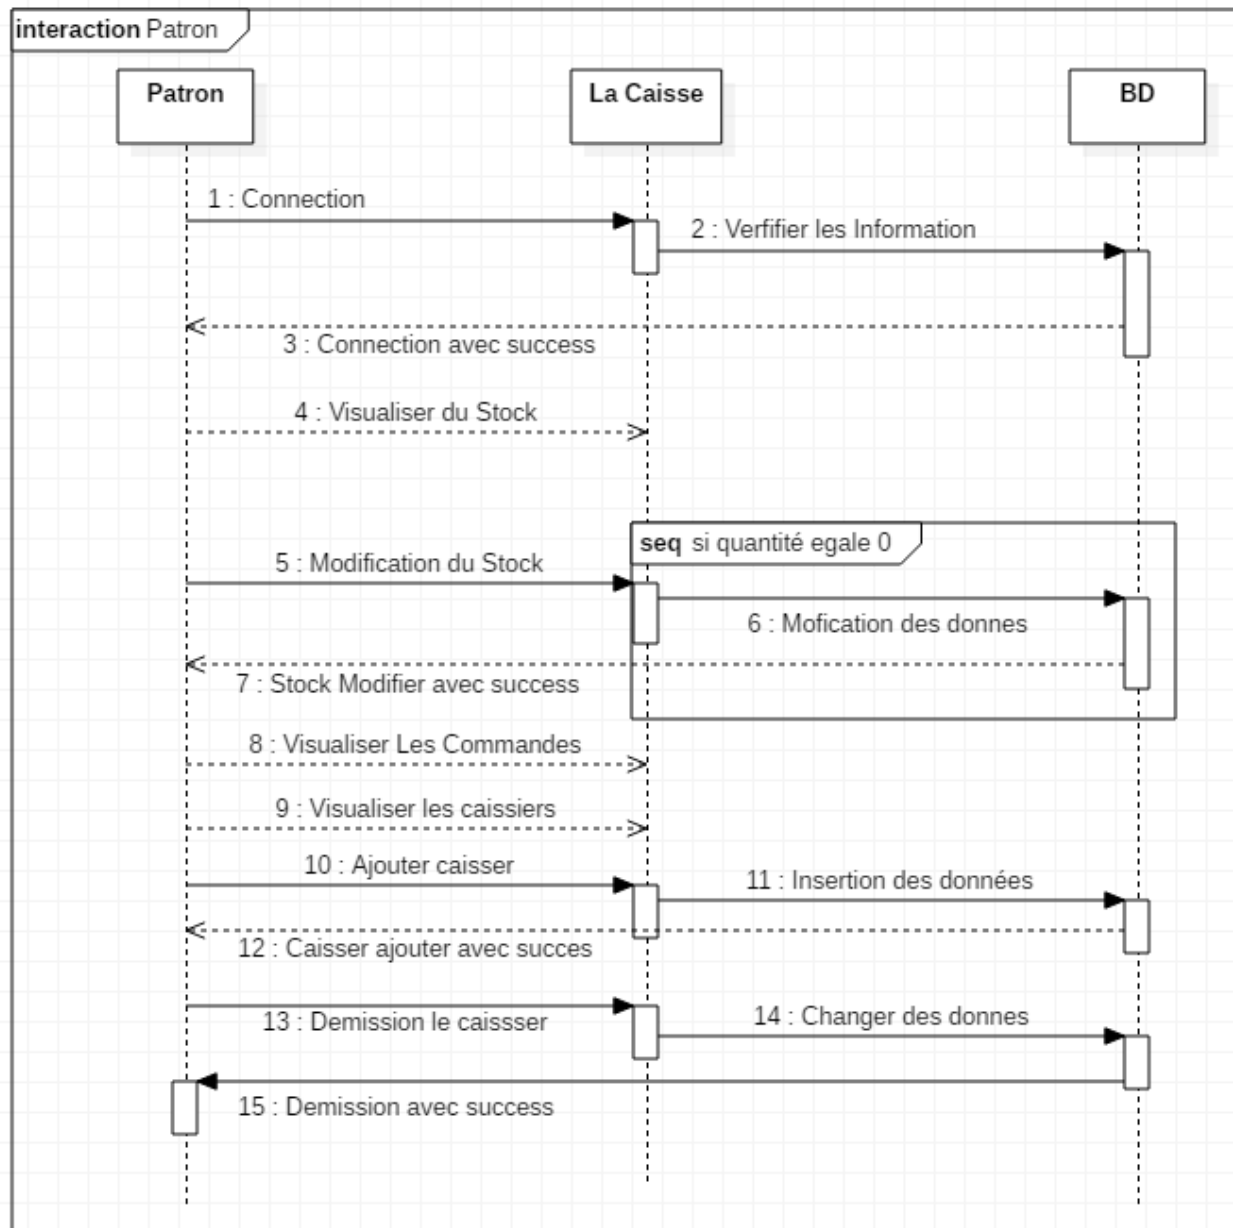 interaction Patron
Patron
La Caisse
BD
1 : Connection
2 : Verfifier les Information
3 : Connection avec success
4 : Visualiser du Stock
seq si quantité egale 0
5 : Modification du Stock
6 : Mofication des donnes
7 : Stock Modifier avec success
8 : Visualiser Les Commandes
9 : Visualiser les caissiers
10 : Ajouter caisser
11 : Insertion des données
12 : Caisser ajouter avec succes
13 : Demission le caissser
14 : Changer des donnes
15 : Demission avec success